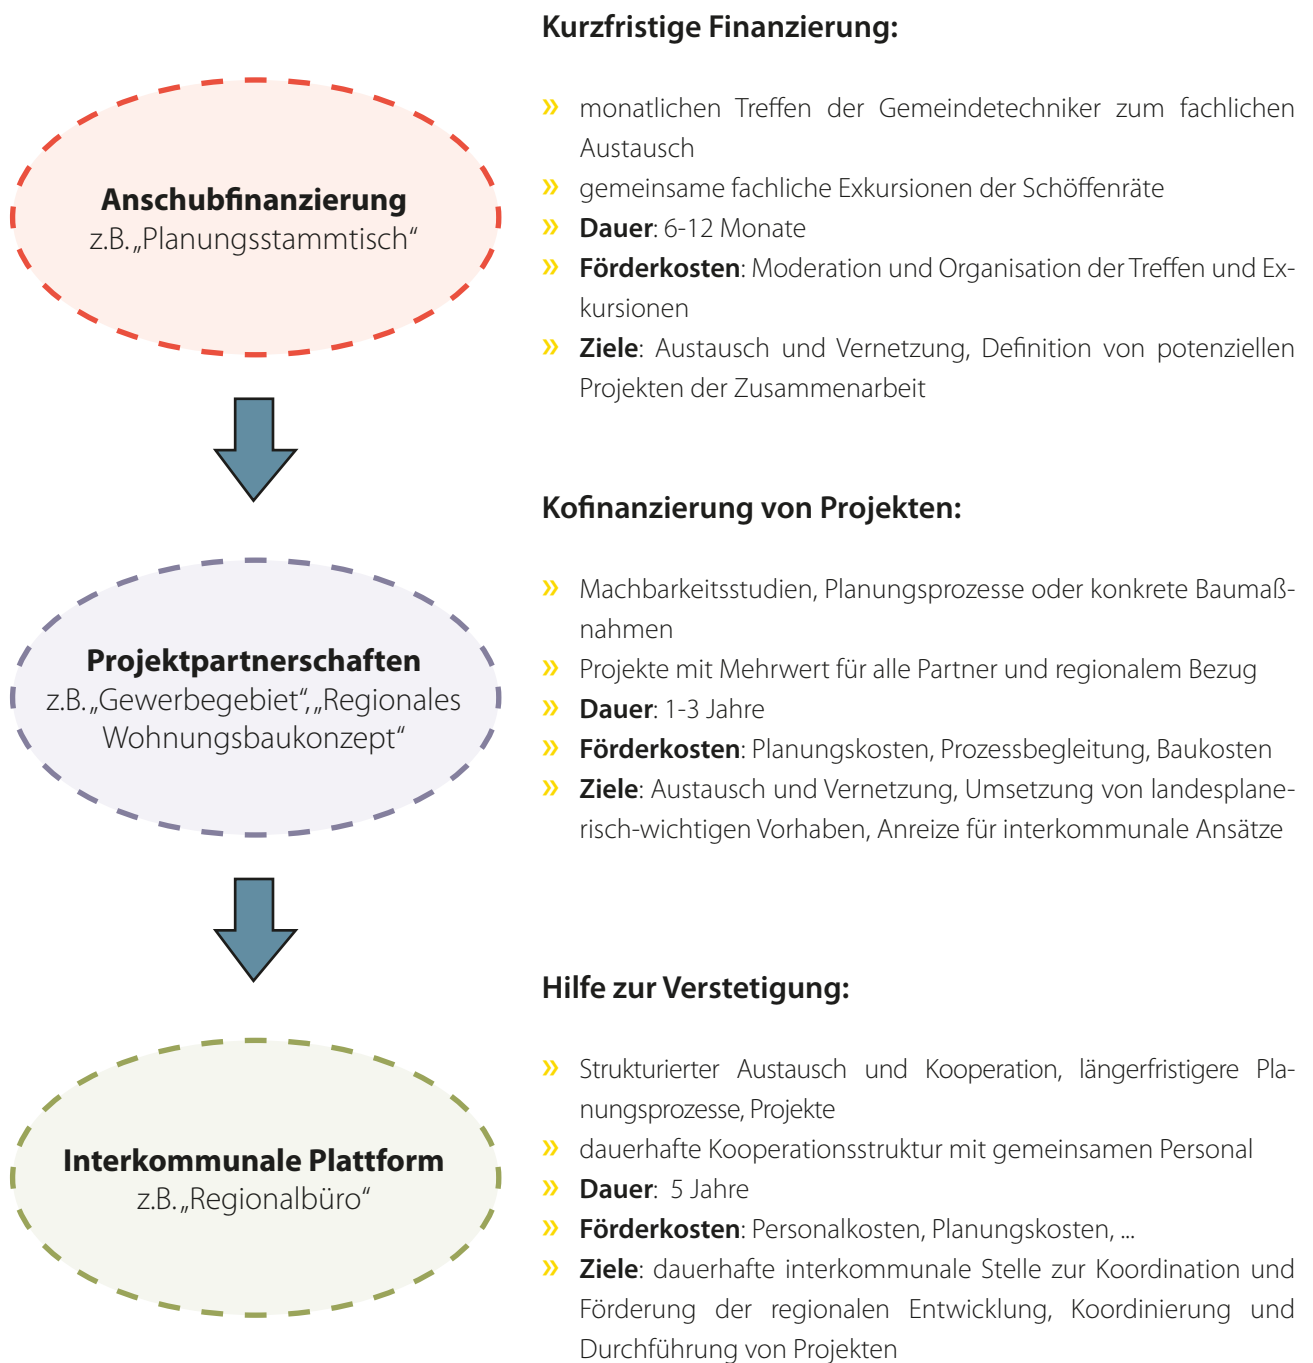 Kurzfristige Finanzierung:
Anschubfinanzierung
z.B. „Planungsstammtisch“
» monatlichen Treffen der Gemeindetechniker zum fachlichen
Austausch
» gemeinsame fachliche Exkursionen der Schöffenräte
» Dauer: 6-12 Monate
» Förderkosten: Moderation und Organisation der Treffen und Ex-
kursionen
» Ziele: Austausch und Vernetzung, Definition von potenziellen
Projekten der Zusammenarbeit
Kofinanzierung von Projekten:
Projektpartnerschaften
z.B. „Gewerbegebiet“, „Regionales
Wohnungsbaukonzept“
» Machbarkeitsstudien, Planungsprozesse oder konkrete Baumaß-
nahmen
» Projekte mit Mehrwert für alle Partner und regionalem Bezug
» Dauer: 1-3 Jahre
» Förderkosten: Planungskosten, Prozessbegleitung, Baukosten
» Ziele: Austausch und Vernetzung, Umsetzung von landesplane-
risch-wichtigen Vorhaben, Anreize für interkommunale Ansätze
Hilfe zur Verstetigung:
Interkommunale Plattform
z.B. „Regionalbüro“
» Strukturierter Austausch und Kooperation, längerfristigere Pla-
nungsprozesse, Projekte
» dauerhafte Kooperationsstruktur mit gemeinsamen Personal
» Dauer: 5 Jahre
» Förderkosten: Personalkosten, Planungskosten, ...
» Ziele: dauerhafte interkommunale Stelle zur Koordination und
Förderung der regionalen Entwicklung, Koordinierung und
Durchführung von Projekten